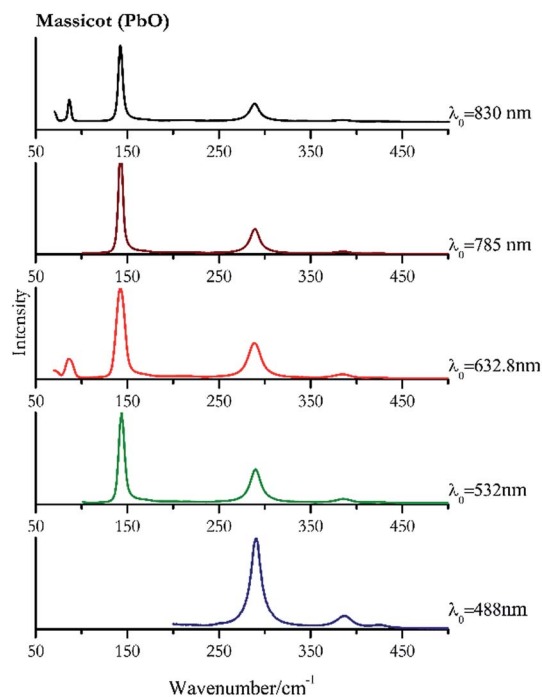 Massicot (PbO)
λ₀=830 nm
50 150 250 350 450
λ₀=785 nm
50 150 250 350 450
Intensity
λ₀=632.8nm
50 150 250 350 450
λ₀=532nm
50 150 250 350 450
λ₀=488nm
50 150 250 350 450
Wavenumber/cm⁻¹